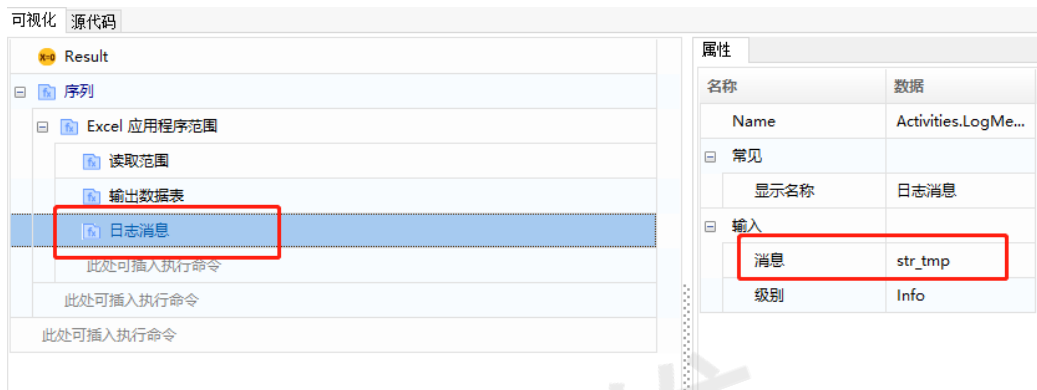 可视化 源代码
Result
序列
Excel 应用程序范围
读取范围
输出数据表
日志消息
此处可插入执行命令
此处可插入执行命令
此处可插入执行命令
属性
名称 数据
Name Activities.LogMe...
常见
显示名称 日志消息
输入
消息 str_tmp
级别 Info